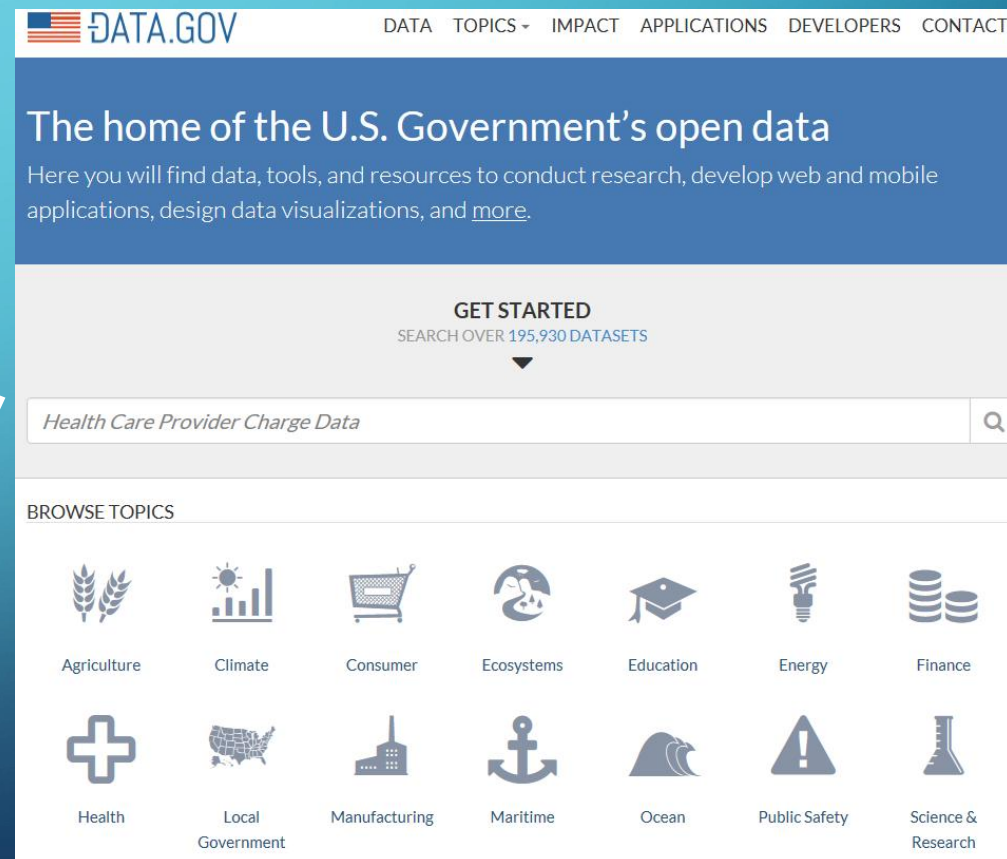 DATA.GOV
DATA TOPICS IMPACT APPLICATIONS DEVELOPERS CONTACT
The home of the U.S. Government’s open data
Here you will find data, tools, and resources to conduct research, develop web and mobile
applications, design data visualizations, and more.
GET STARTED
SEARCH OVER 195,930 DATASETS
Health Care Provider Charge Data
BROWSE TOPICS
Agriculture Climate Consumer Ecosystems Education Energy Finance
Health Local Manufacturing Maritime Ocean Public Safety Science &
Government Research